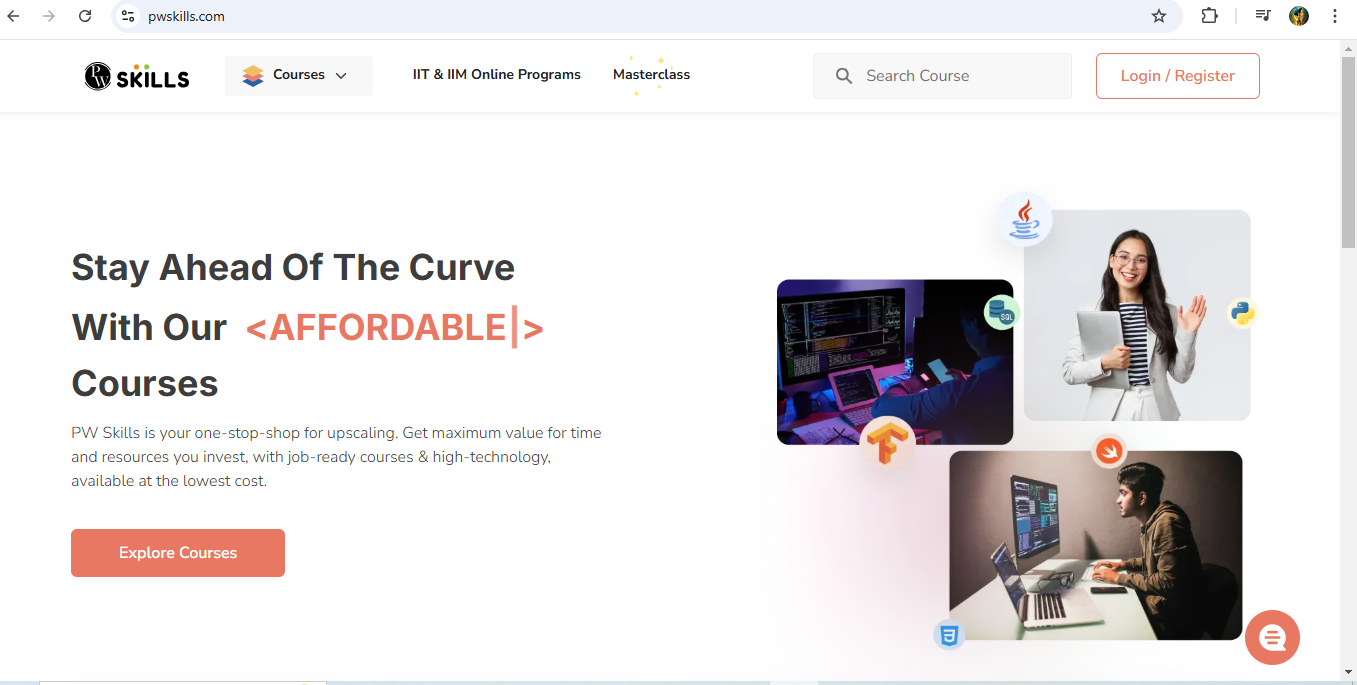 pwskills.com
PW SKILLS
Courses
IIT & IIM Online Programs
Masterclass
Search Course
Login / Register
Stay Ahead Of The Curve
With Our <AFFORDABLE|>
Courses
PW Skills is your one-stop-shop for upscaling. Get maximum value for time
and resources you invest, with job-ready courses & high-technology,
available at the lowest cost.
Explore Courses
SQL